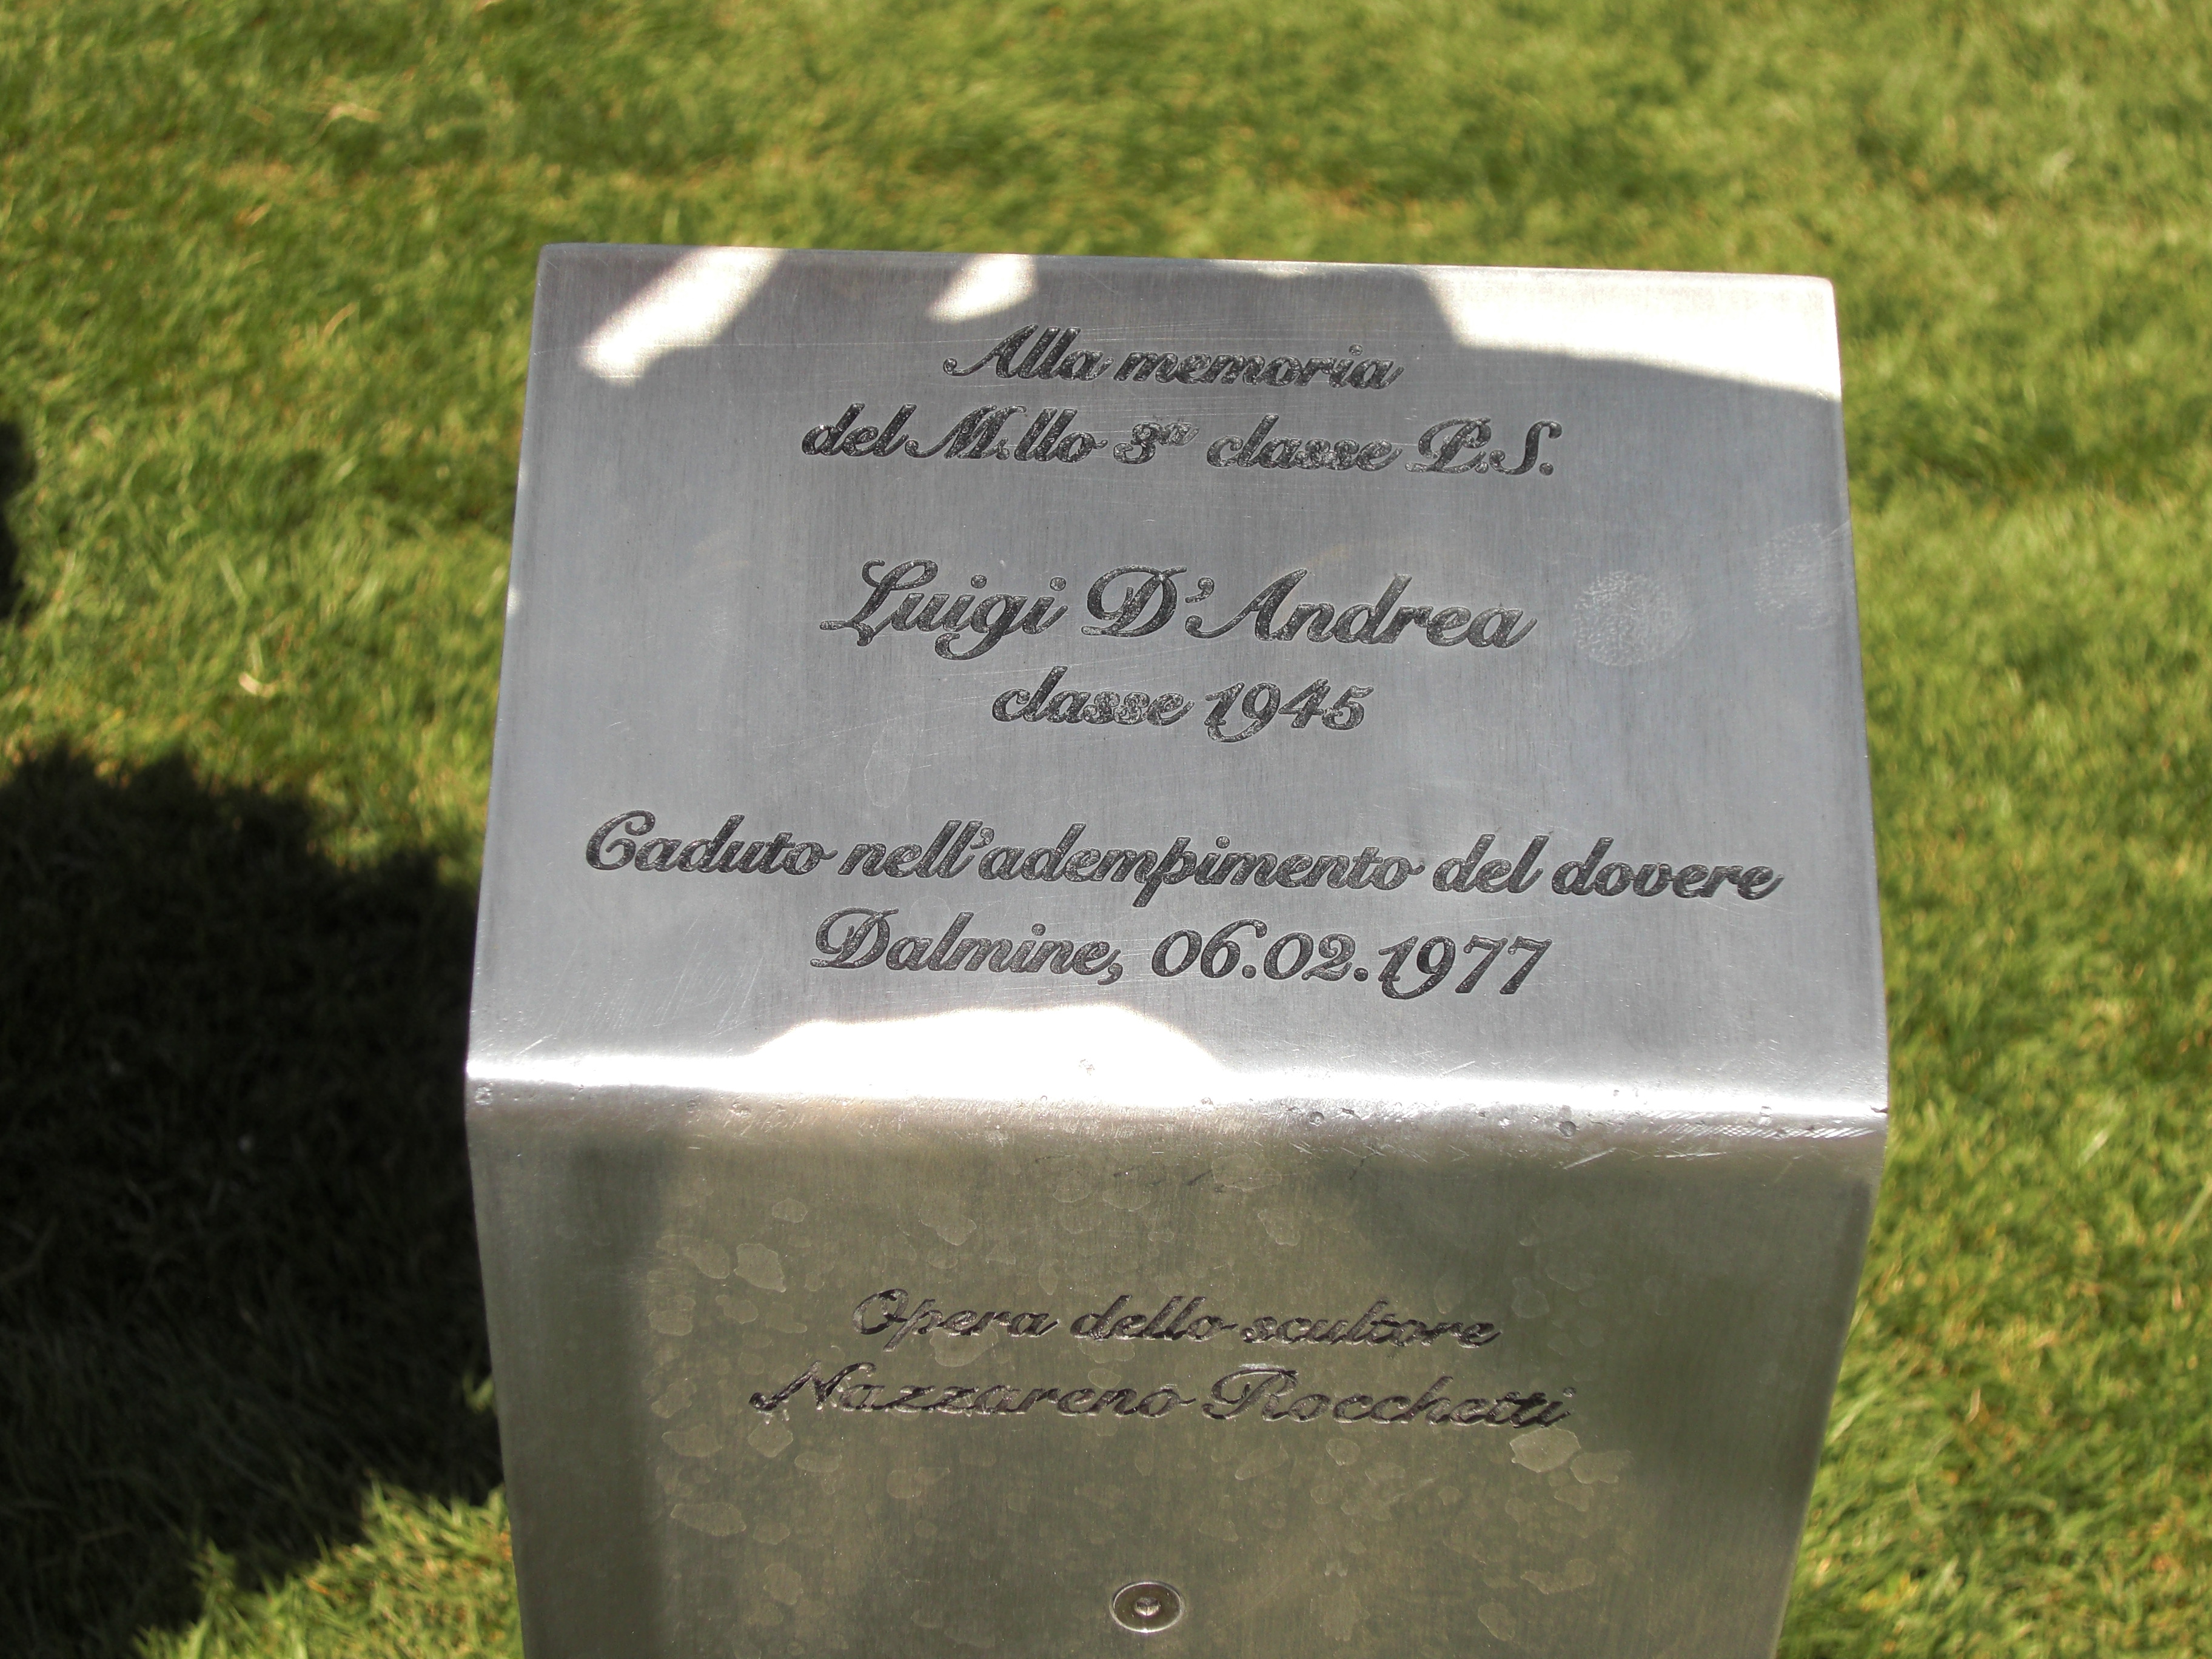 Alla memoria
del M.llo 3ª classe P.S.
Luigi D'Andrea
classe 1945
Caduto nell'adempimento del dovere
Dalmine, 06.02.1977
Opera dello scultore
Nazzareno Rocchetti